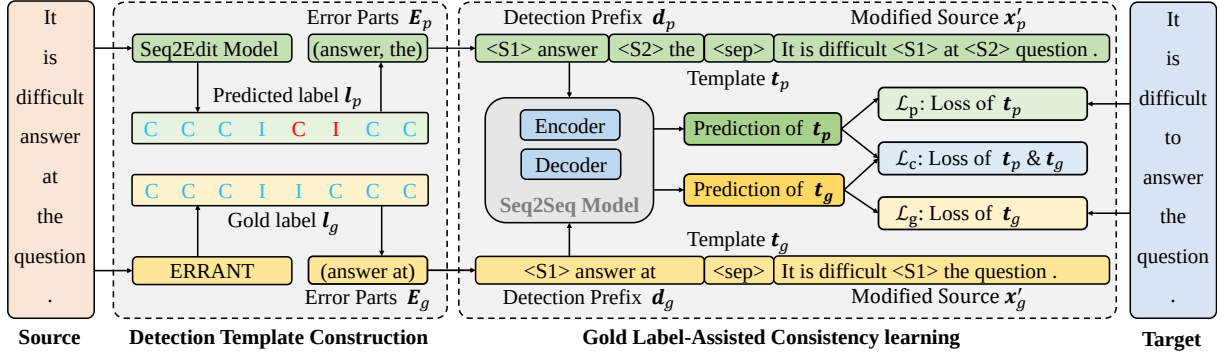 It
is
difficult
answer
at
the
question
.
Source
Error Parts E_p
Seq2Edit Model
(answer, the)
Predicted label l_p
C C C I C I C C
C C C I I C C C
Gold label l_g
ERRANT
(answer at)
Error Parts E_g
Detection Template Construction
Detection Prefix d_p
Modified Source x′_p
<S1> answer <S2> the <sep> It is difficult <S1> at <S2> question .
Template t_p
Encoder
Decoder
Seq2Seq Model
Prediction of t_p
Prediction of t_g
ℒ_p: Loss of t_p
ℒ_c: Loss of t_p & t_g
ℒ_g: Loss of t_g
Template t_g
<S1> answer at <sep> It is difficult <S1> the question .
Detection Prefix d_g
Modified Source x′_g
Gold Label-Assisted Consistency learning
It
is
difficult
to
answer
the
question
.
Target